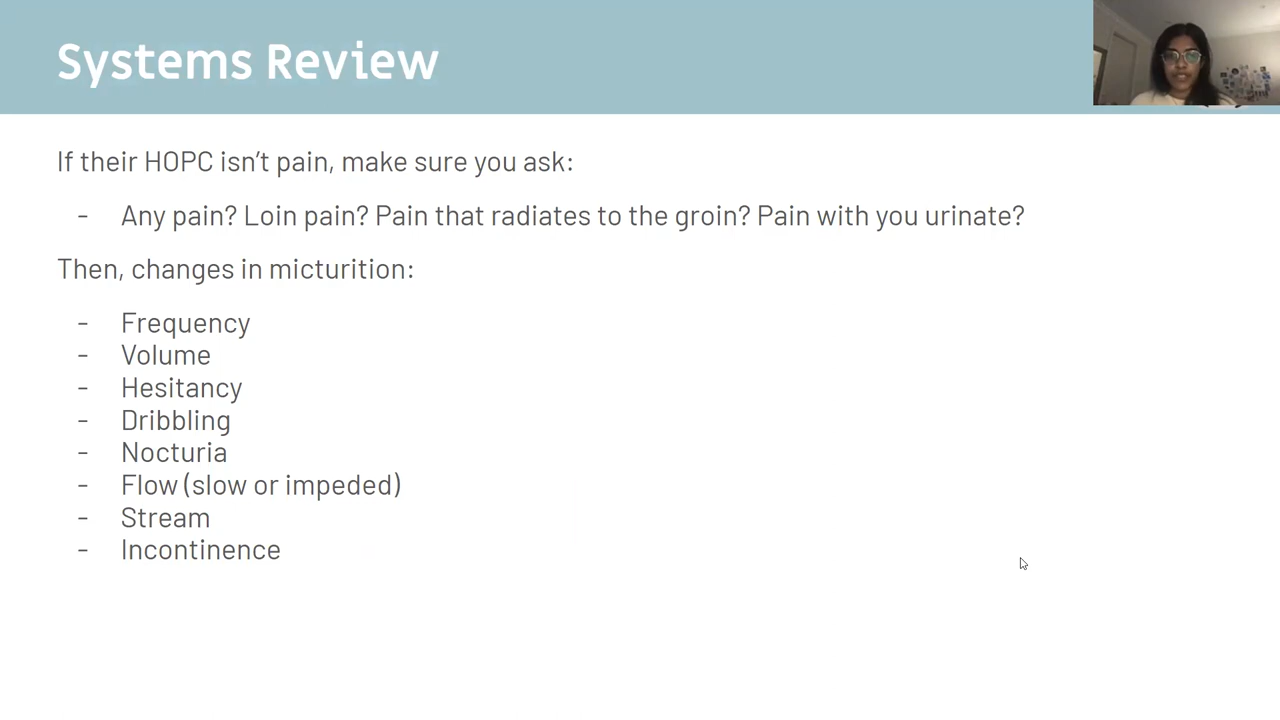 Systems Review
If their HOPC isn't pain, make sure you ask:
- Any pain? Loin pain? Pain that radiates to the groin? Pain with you urinate?
Then, changes in micturition:
- Frequency
- Volume
- Hesitancy
- Dribbling
- Nocturia
- Flow (slow or impeded)
- Stream
- Incontinence